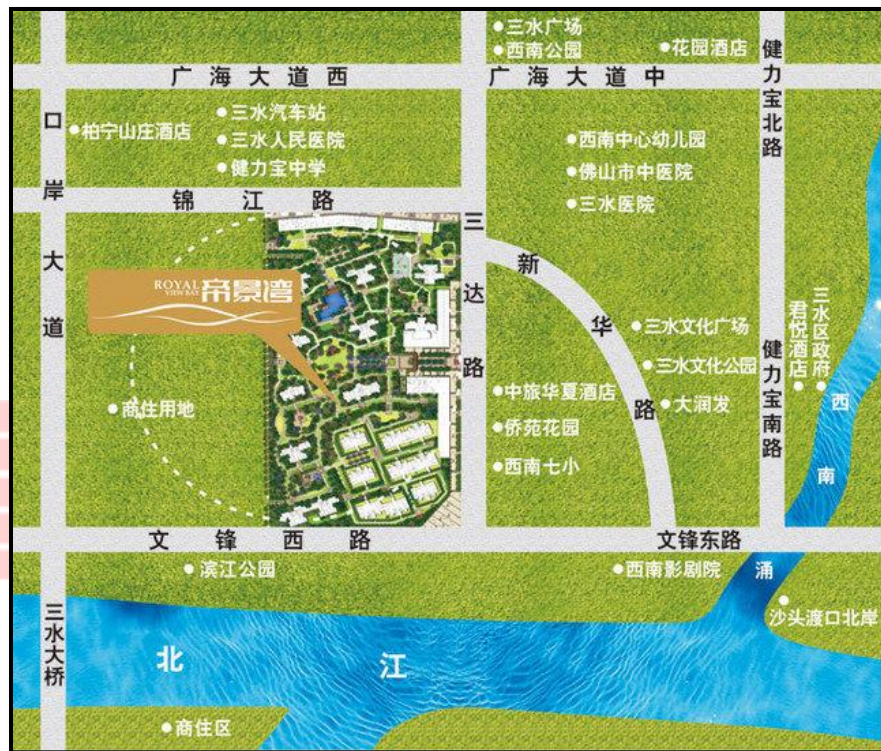 三水广场
西南公园
花园酒店
广海大道西
广海大道中
健力宝北路
口岸大道
柏宁山庄酒店
三水汽车站
三水人民医院
健力宝中学
西南中心幼儿园
佛山市中医院
三水医院
锦江路
三达路
新华路
ROYAL
VIEW BAY
帝景湾
三水文化广场
三水文化公园
大润发
中旅华夏酒店
侨苑花园
西南七小
商住用地
健力宝南路
君悦酒店
三水区政府
西南涌
文锋西路
文锋东路
滨江公园
西南影剧院
沙头渡口北岸
三水大桥
北江
商住区